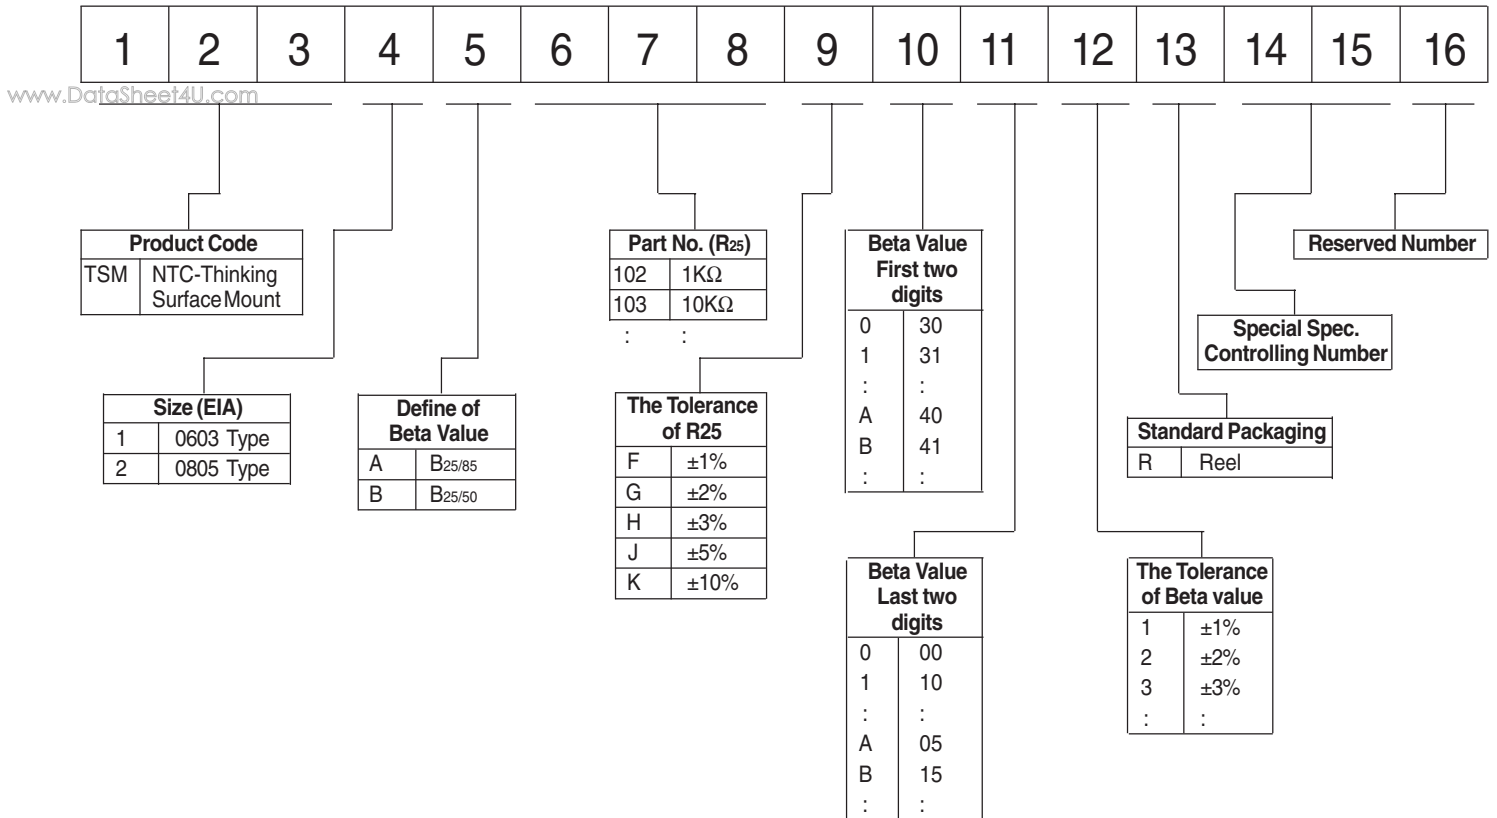 1 2 3 4 5 6 7 8 9 10 11 12 13 14 15 16
www.DataSheet4U.com
Product Code
TSM NTC-Thinking
Surface Mount
Size (EIA)
1 0603 Type
2 0805 Type
Define of
Beta Value
A B25/85
B B25/50
Part No. (R25)
102 1KΩ
103 10KΩ
: :
The Tolerance
of R25
F ±1%
G ±2%
H ±3%
J ±5%
K ±10%
Beta Value
First two
digits
0 30
1 31
: :
A 40
B 41
: :
Beta Value
Last two
digits
0 00
1 10
: :
A 05
B 15
: :
The Tolerance
of Beta value
1 ±1%
2 ±2%
3 ±3%
: :
Standard Packaging
R Reel
Special Spec.
Controlling Number
Reserved Number